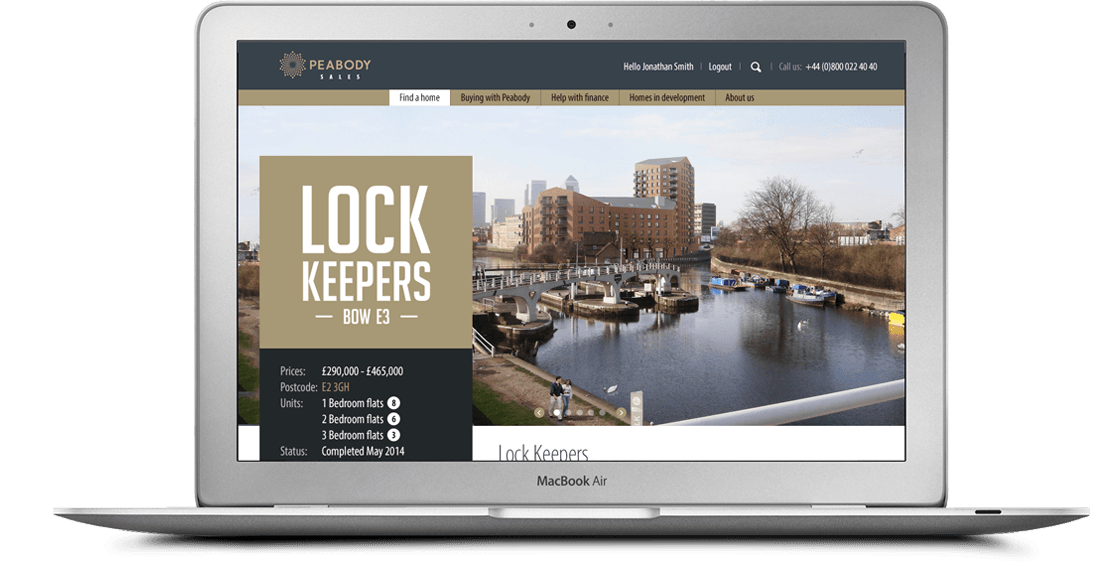 PEABODY
SALES
Hello Jonathan Smith | Logout | Call us: +44 (0)800 022 40 40
Find a home Buying with Peabody Help with finance Homes in development About us
LOCK
KEEPERS
— BOW E3 —
Prices: £290,000 - £465,000
Postcode: E2 3GH
Units: 1 Bedroom flats 8
2 Bedroom flats 6
3 Bedroom flats 3
Status: Completed May 2014
Lock Keepers
MacBook Air